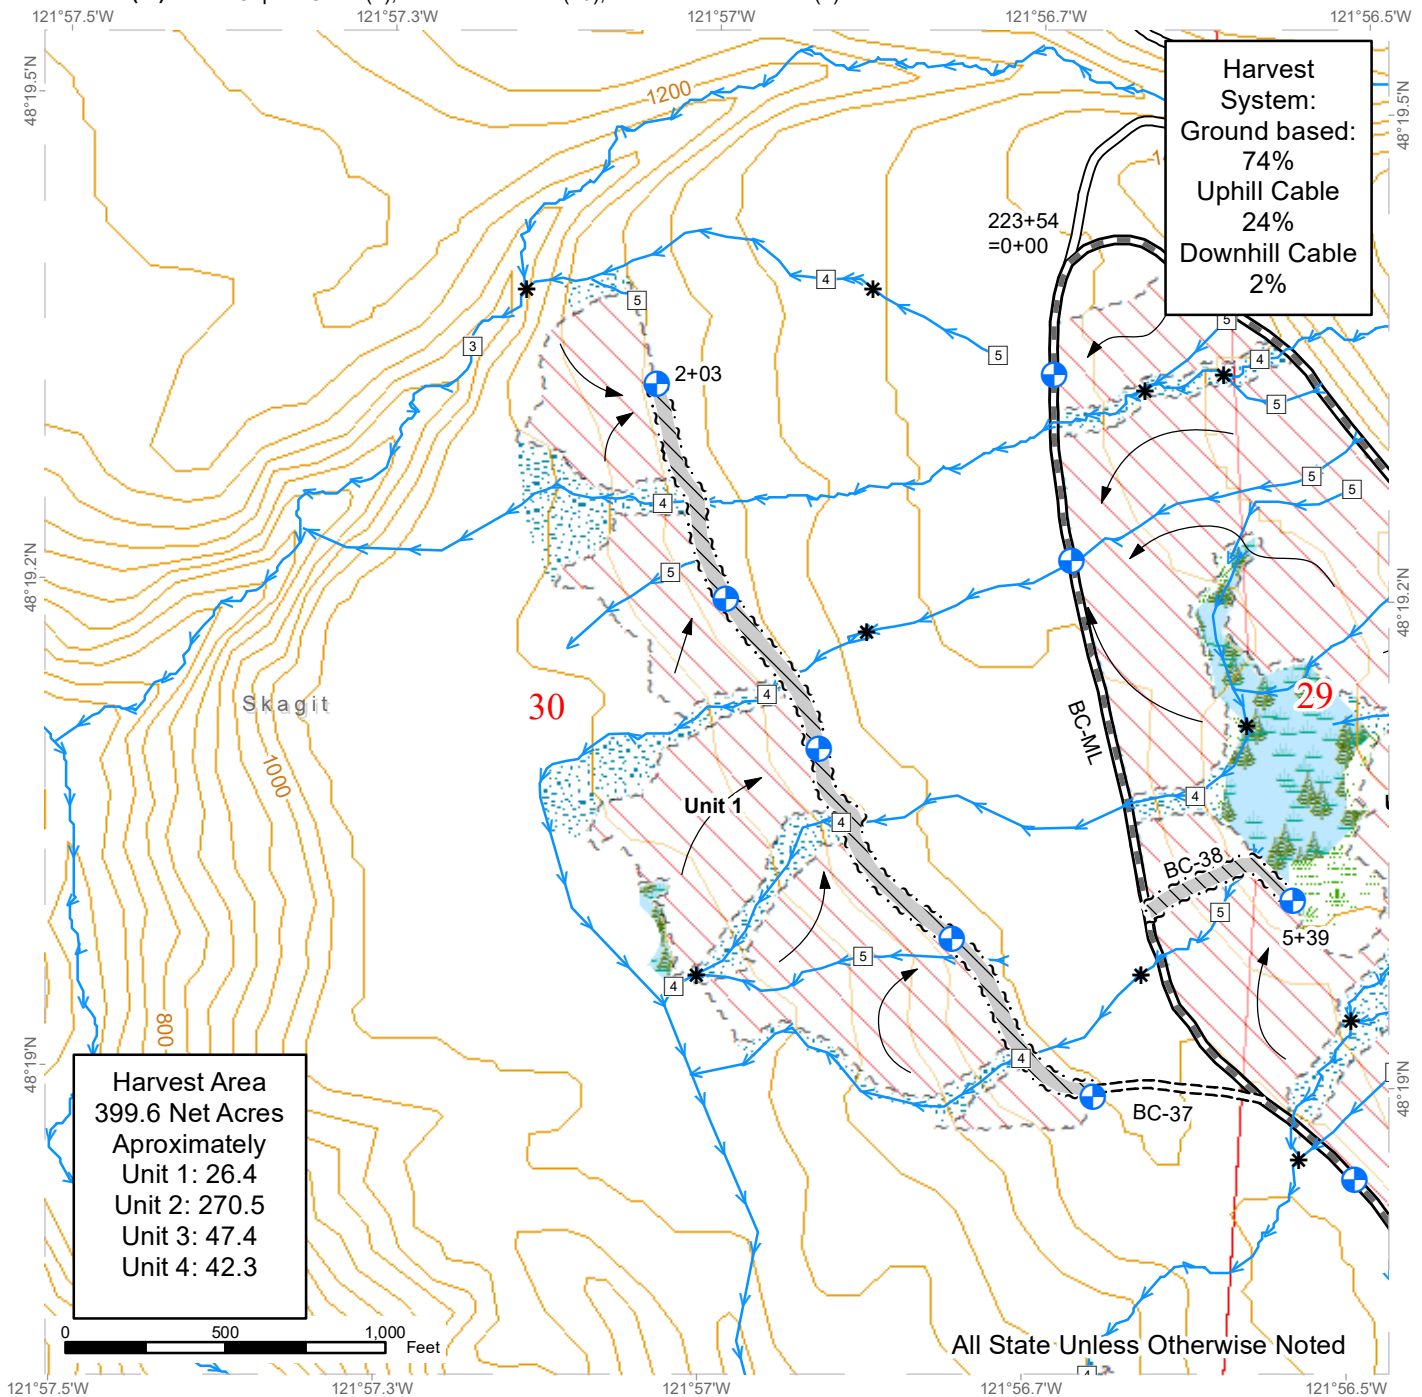 121°57.5'W
121°57.3'W
121°57'W
121°56.7'W
121°56.5'W
48°19.5'N
48°19.5'N
1200
Harvest
System:
Ground based:
74%
Uphill Cable
24%
Downhill Cable
2%
223+54
=0+00
4
5
5
3
5
4
5
2+03
5
5
4
5
48°19.2'N
48°19.2'N
4
Skagit
30
29
BC-ML
1000
Unit 1
4
4
BC-38
5
5+39
5
4
800
4
48°19'N
48°19'N
BC-37
Harvest Area
399.6 Net Acres
Aproximately
Unit 1: 26.4
Unit 2: 270.5
Unit 3: 47.4
Unit 4: 42.3
0 500 1,000
Feet
All State Unless Otherwise Noted
4
121°57.5'W
121°57.3'W
121°57'W
121°56.7'W
121°56.5'W